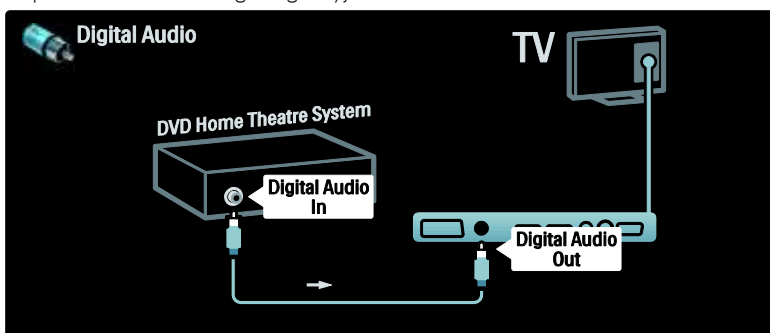 Digital Audio
TV
DVD Home Theatre System
Digital Audio
In
Digital Audio
Out